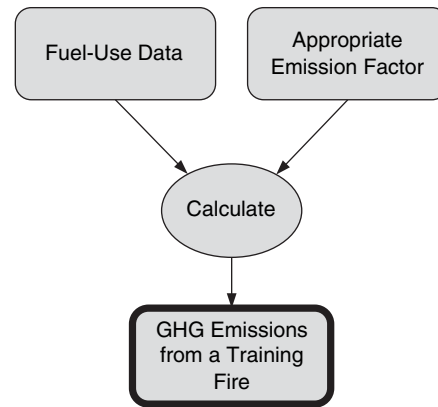 Fuel-Use Data
Appropriate
Emission Factor
Calculate
GHG Emissions
from a Training
Fire